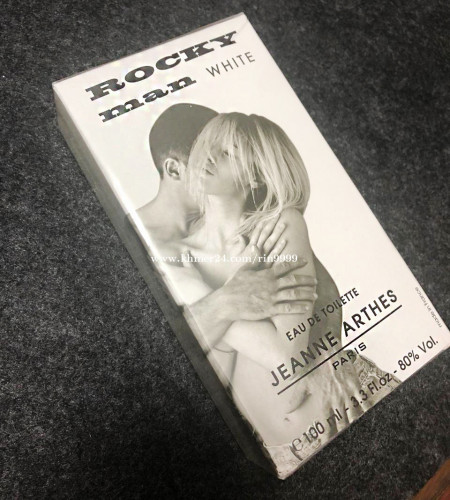 ROCKY
man WHITE
www.khmer24.com/rin9999
EAU DE TOILETTE
JEANNE ARTHES
PARIS
℮ 100 ml - 3.3 Fl.oz - 80% Vol.